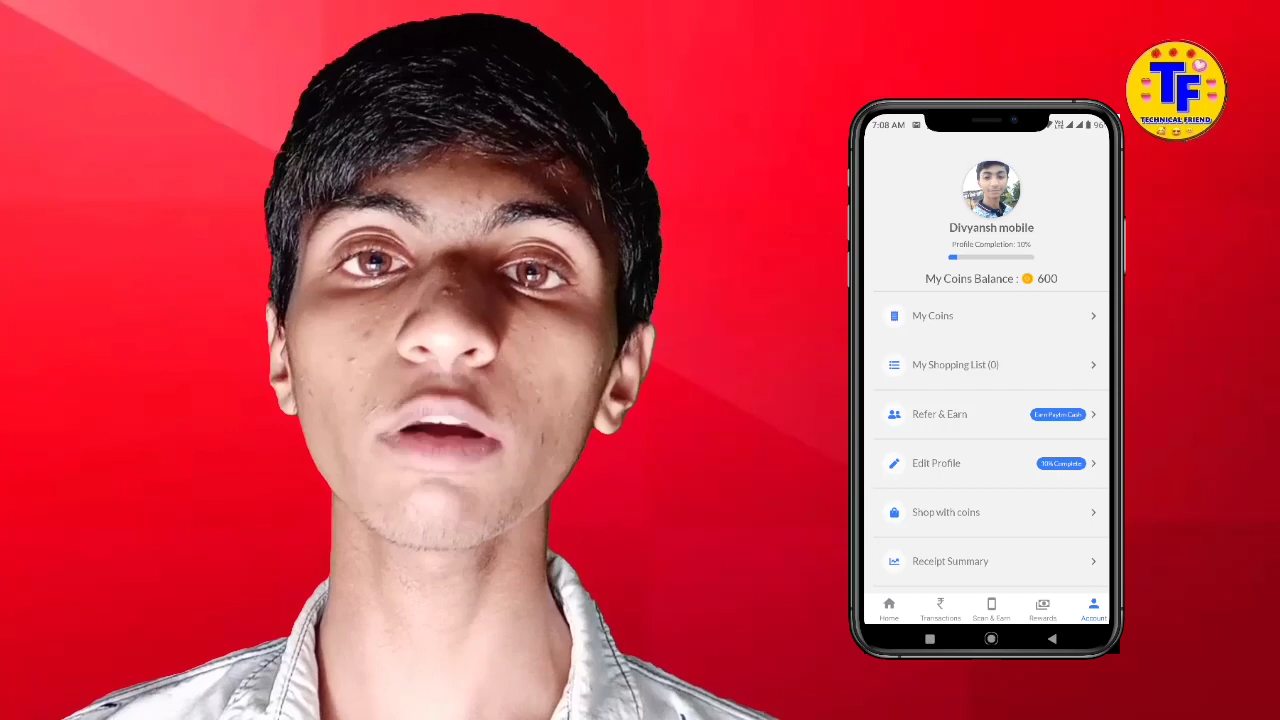 TF
TECHNICAL FRIEND
7:08 AM
96
Divyansh mobile
Profile Completion: 10%
My Coins Balance : 600
My Coins
My Shopping List (0)
Refer & Earn
Earn Paytm Cash
Edit Profile
10% Complete
Shop with coins
Receipt Summary
Home
Transactions
Scan & Earn
Rewards
Account